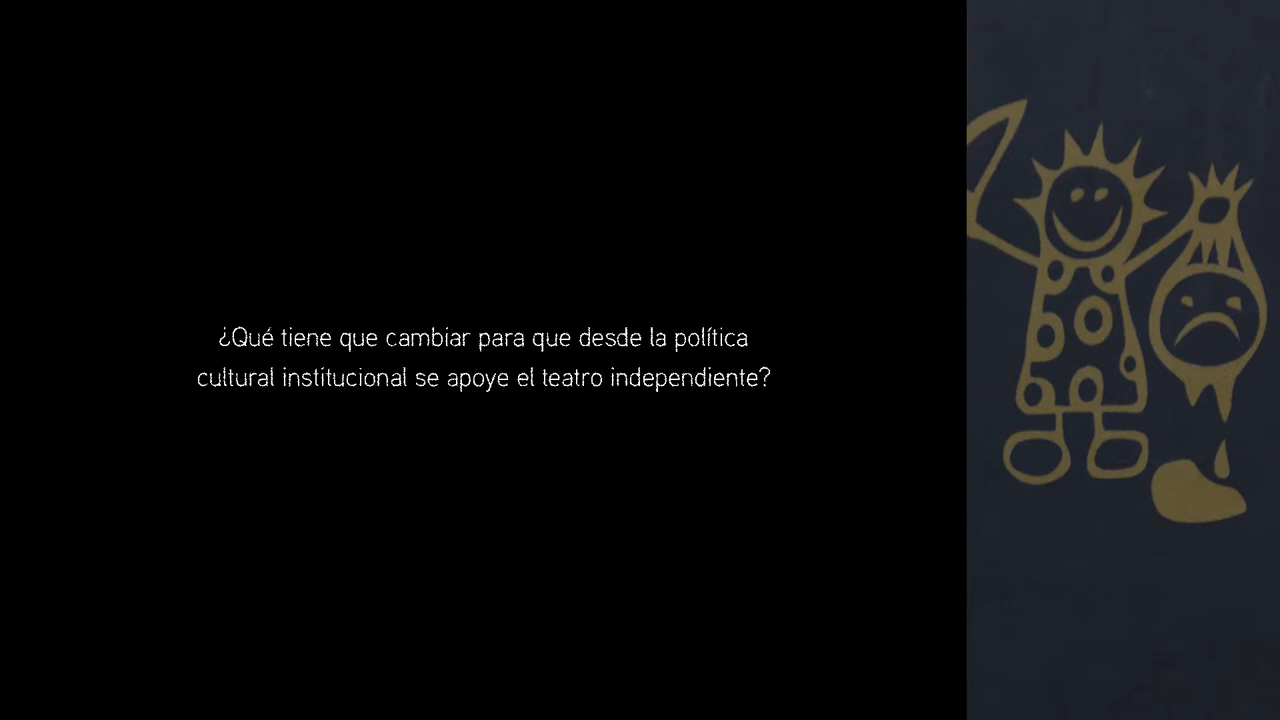 ¿Qué tiene que cambiar para que desde la política
cultural institucional se apoye el teatro independiente?